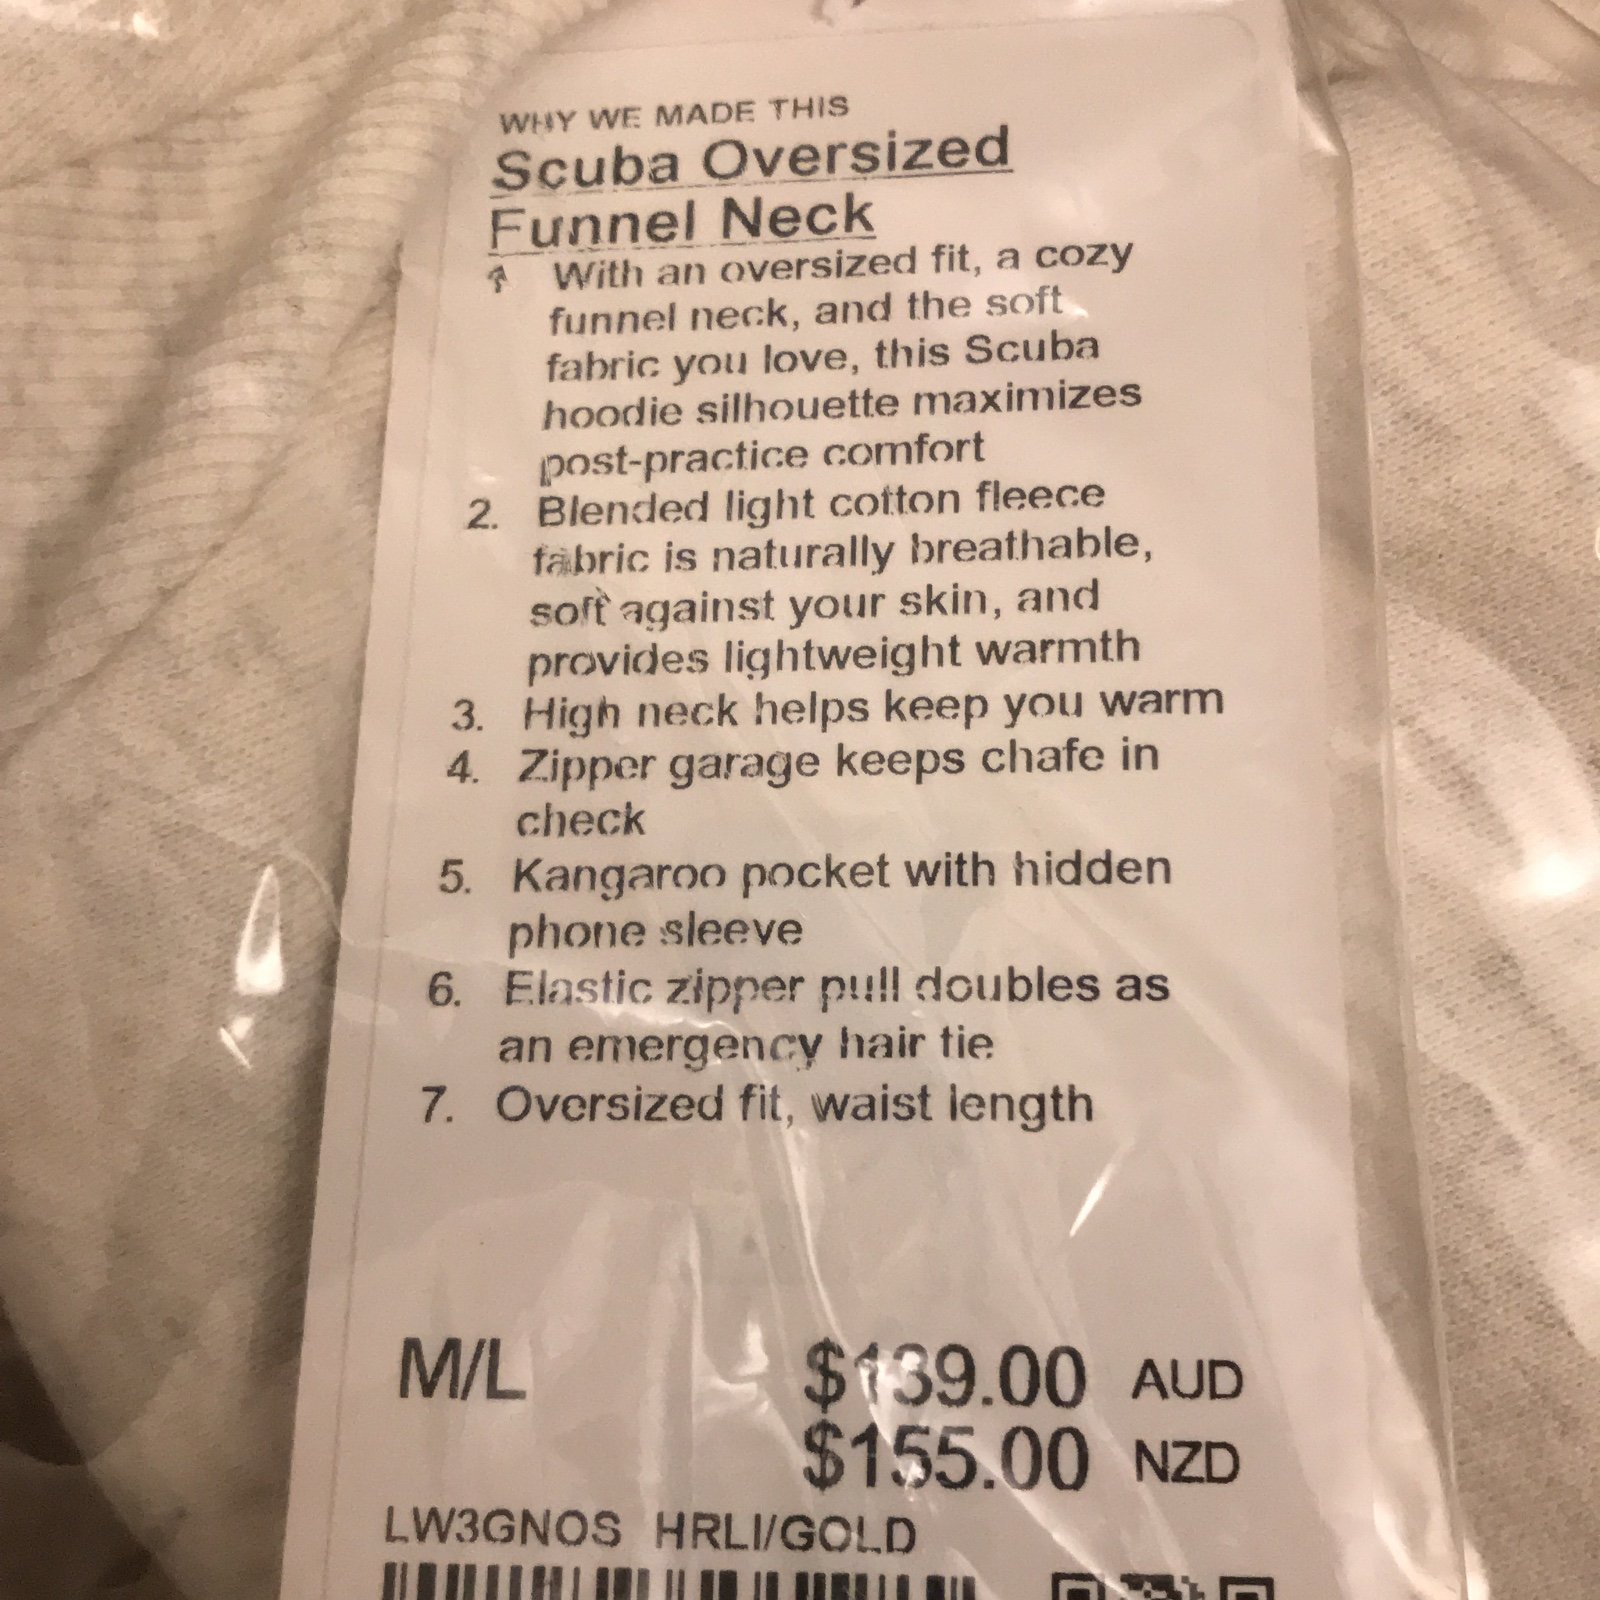 WHY WE MADE THIS
Scuba Oversized
Funnel Neck
With an oversized fit, a cozy
funnel neck, and the soft
fabric you love, this Scuba
hoodie silhouette maximizes
post-practice comfort
2. Blended light cotton fleece
fabric is naturally breathable,
soft against your skin, and
provides lightweight warmth
3. High neck helps keep you warm
4. Zipper garage keeps chafe in
check
5. Kangaroo pocket with hidden
phone sleeve
6. Elastic zipper pull doubles as
an emergency hair tie
7. Oversized fit, waist length
M/L $139.00 AUD
$155.00 NZD
LW3GNOS HRLI/GOLD